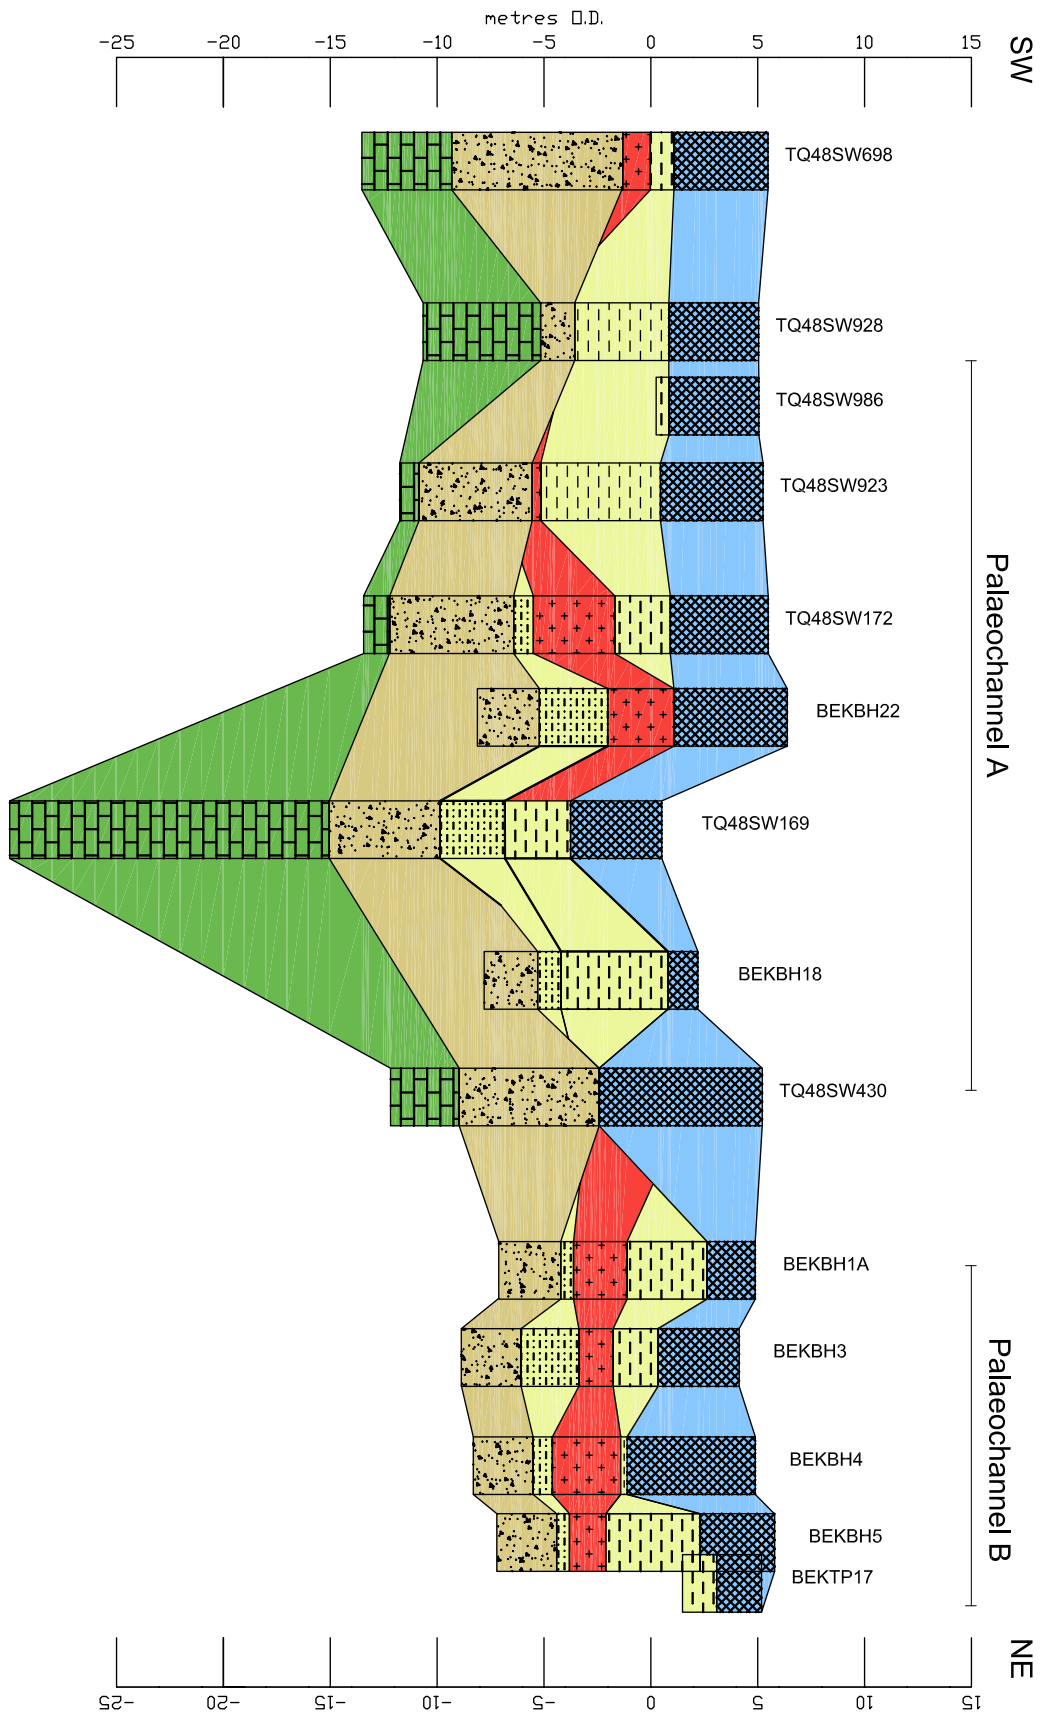 metres O.D.
-25 -20 -15 -10 -5 0 5 10 15
SW
TQ48SW698
TQ48SW928
TQ48SW986
TQ48SW923
TQ48SW172
BEKBH22
TQ48SW169
BEKBH18
TQ48SW430
BEKBH1A
BEKBH3
BEKBH4
BEKBH5
BEKTP17
Palaeochannel A
Palaeochannel B
NE
-25 -20 -15 -10 -5 0 5 10 15